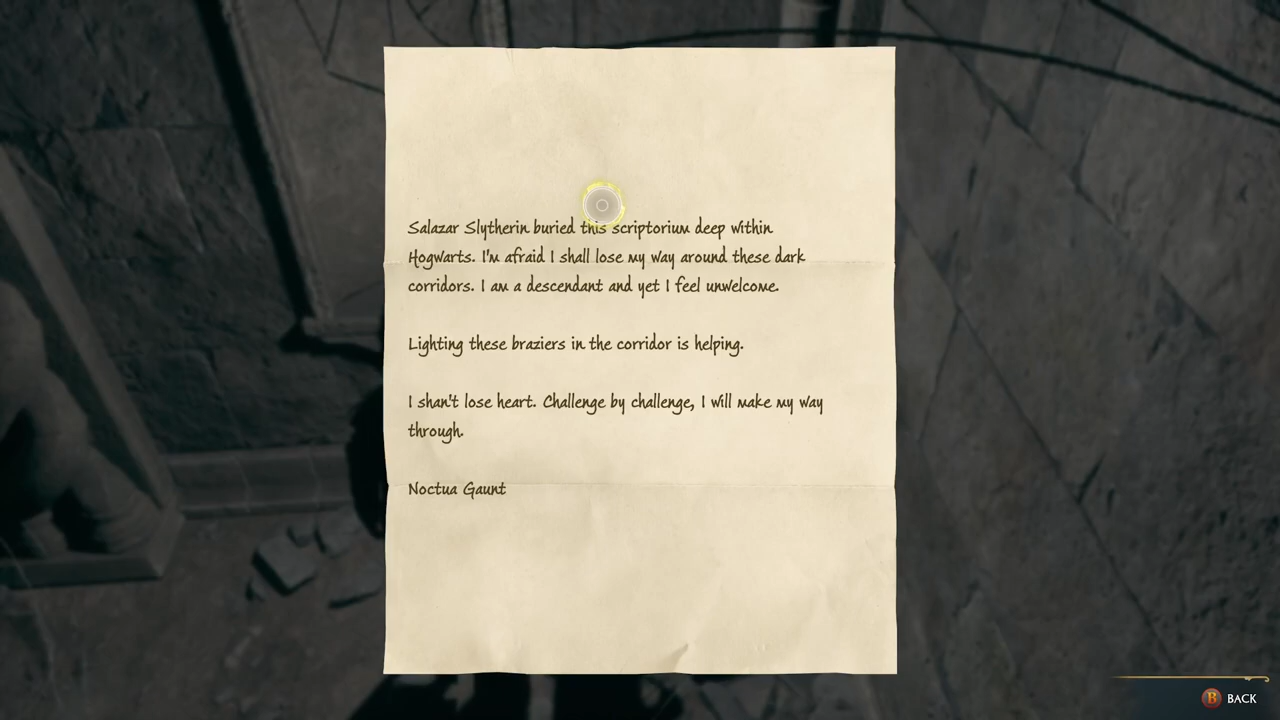 Salazar Slytherin buried this scriptorium deep within
Hogwarts. I'm afraid I shall lose my way around these dark
corridors. I am a descendant and yet I feel unwelcome.
Lighting these braziers in the corridor is helping.
I shan't lose heart. Challenge by challenge, I will make my way
through.
Noctua Gaunt
B BACK